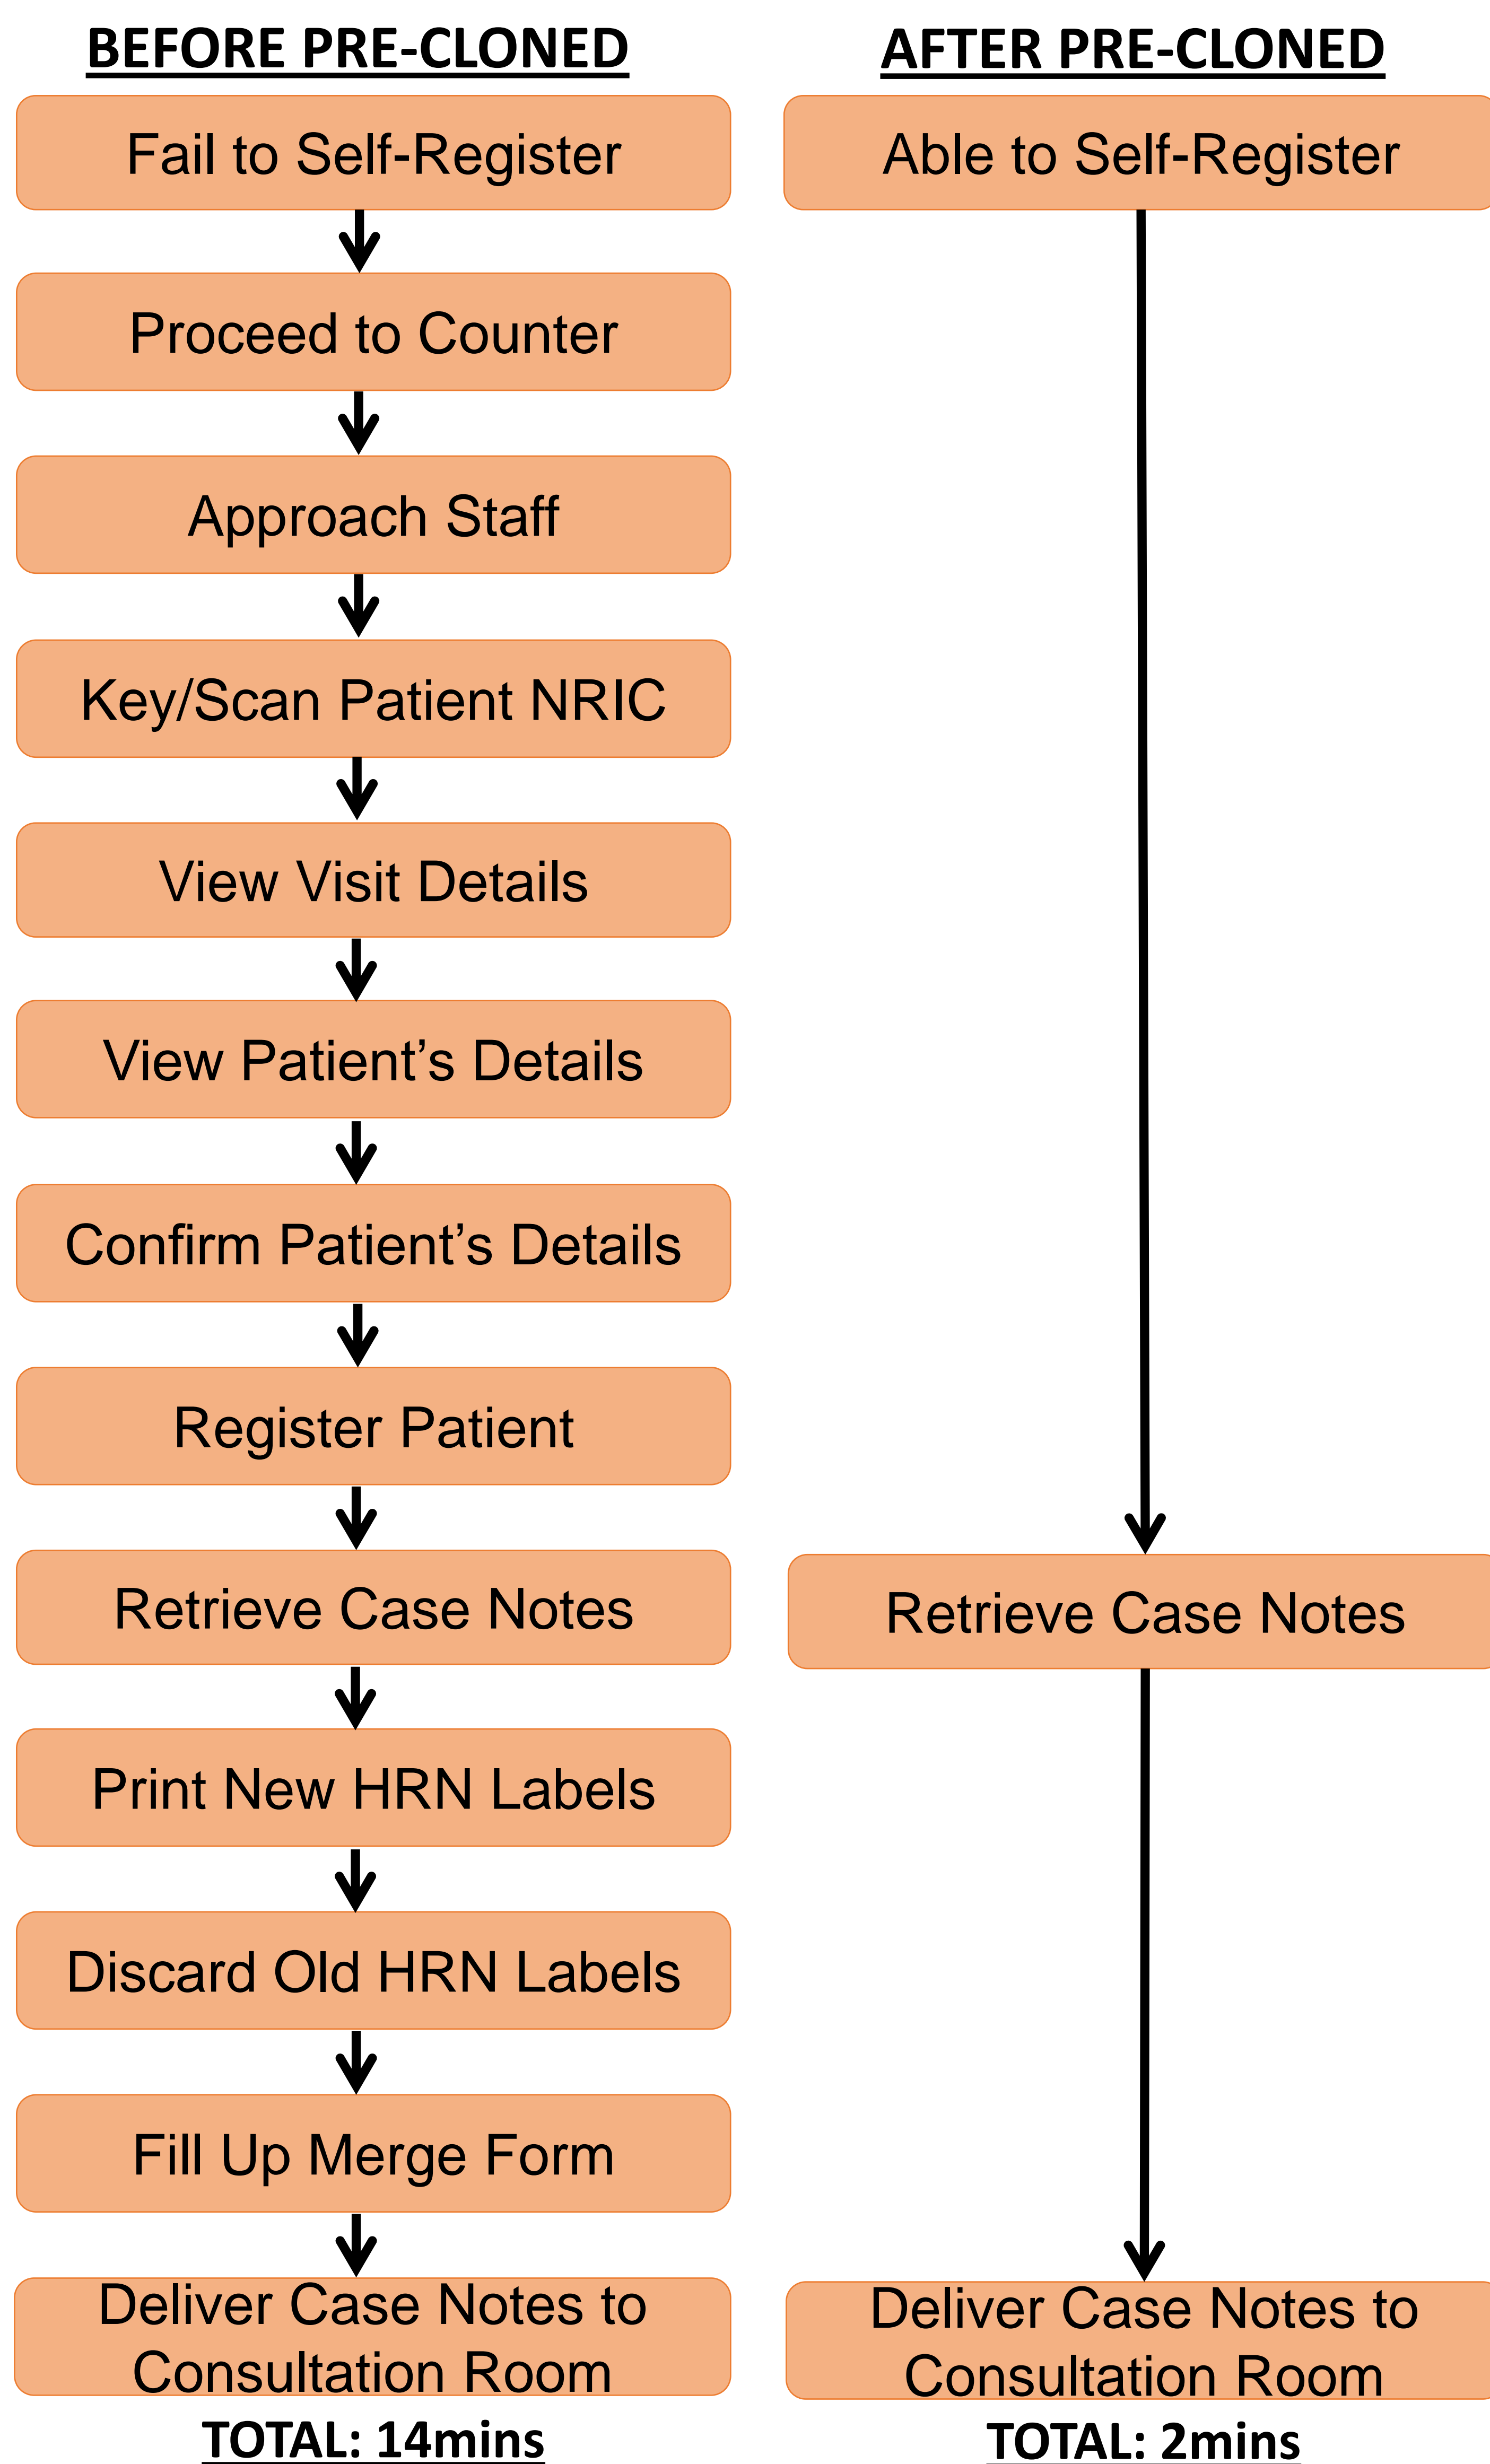 BEFORE PRE-CLONED
Fail to Self-Register
Proceed to Counter
Approach Staff
Key/Scan Patient NRIC
View Visit Details
View Patient’s Details
Confirm Patient’s Details
Register Patient
Retrieve Case Notes
Print New HRN Labels
Discard Old HRN Labels
Fill Up Merge Form
Deliver Case Notes to
Consultation Room
TOTAL: 14mins
AFTER PRE-CLONED
Able to Self-Register
Retrieve Case Notes
Deliver Case Notes to
Consultation Room
TOTAL: 2mins